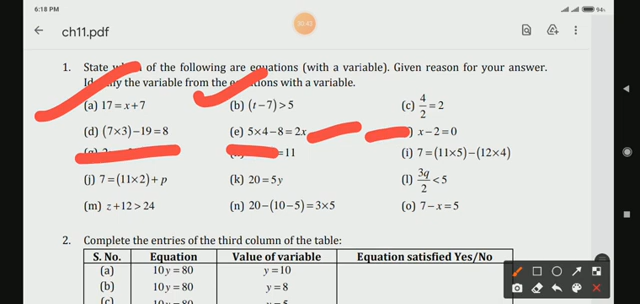 6:18 PM
94%
ch11.pdf
02:43
1. State of the following are equations (with a variable). Given reason for your answer.
the variable from the with a variable.
(a) 17 = x+7 (b) (t−7) > 5 (c) 4/2 = 2
(d) (7×3)−19 = 8 (e) 5×4−8 = 2x x−2 = 0
=11 (i) 7 = (11×5)−(12×4)
(j) 7 = (11×2)+p (k) 20 = 5y (l) 3q/2 < 5
(m) z+12 > 24 (n) 20−(10−5) = 3×5 (o) 7−x = 5
2. Complete the entries of the third column of the table:
S. No. Equation Value of variable Equation satisfied Yes/No
(a) 10y = 80 y = 10
(b) 10y = 80 y = 8